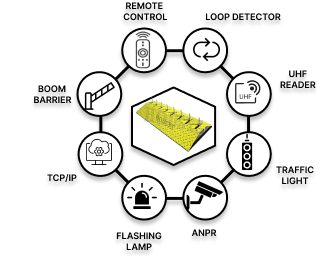 REMOTE
CONTROL
LOOP DETECTOR
UHF
READER
UHF
TRAFFIC
LIGHT
ANPR
FLASHING
LAMP
TCP/IP
BOOM
BARRIER